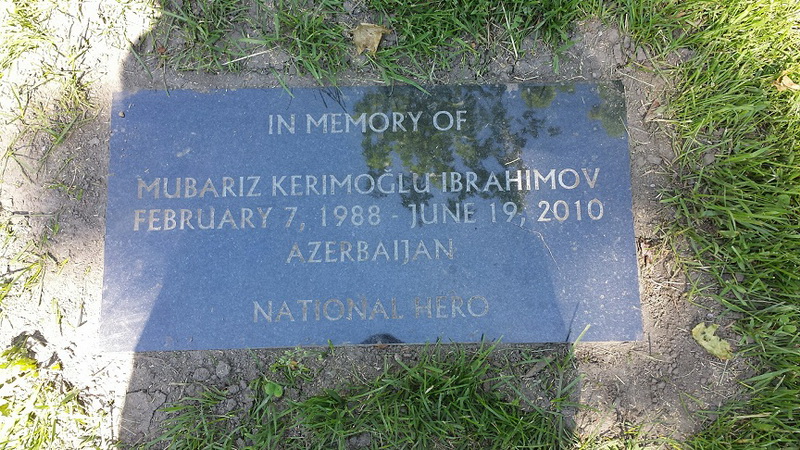 IN MEMORY OF
MUBARIZ KERIMOĞLU IBRAHIMOV
FEBRUARY 7, 1988 - JUNE 19, 2010
AZERBAIJAN
NATIONAL HERO